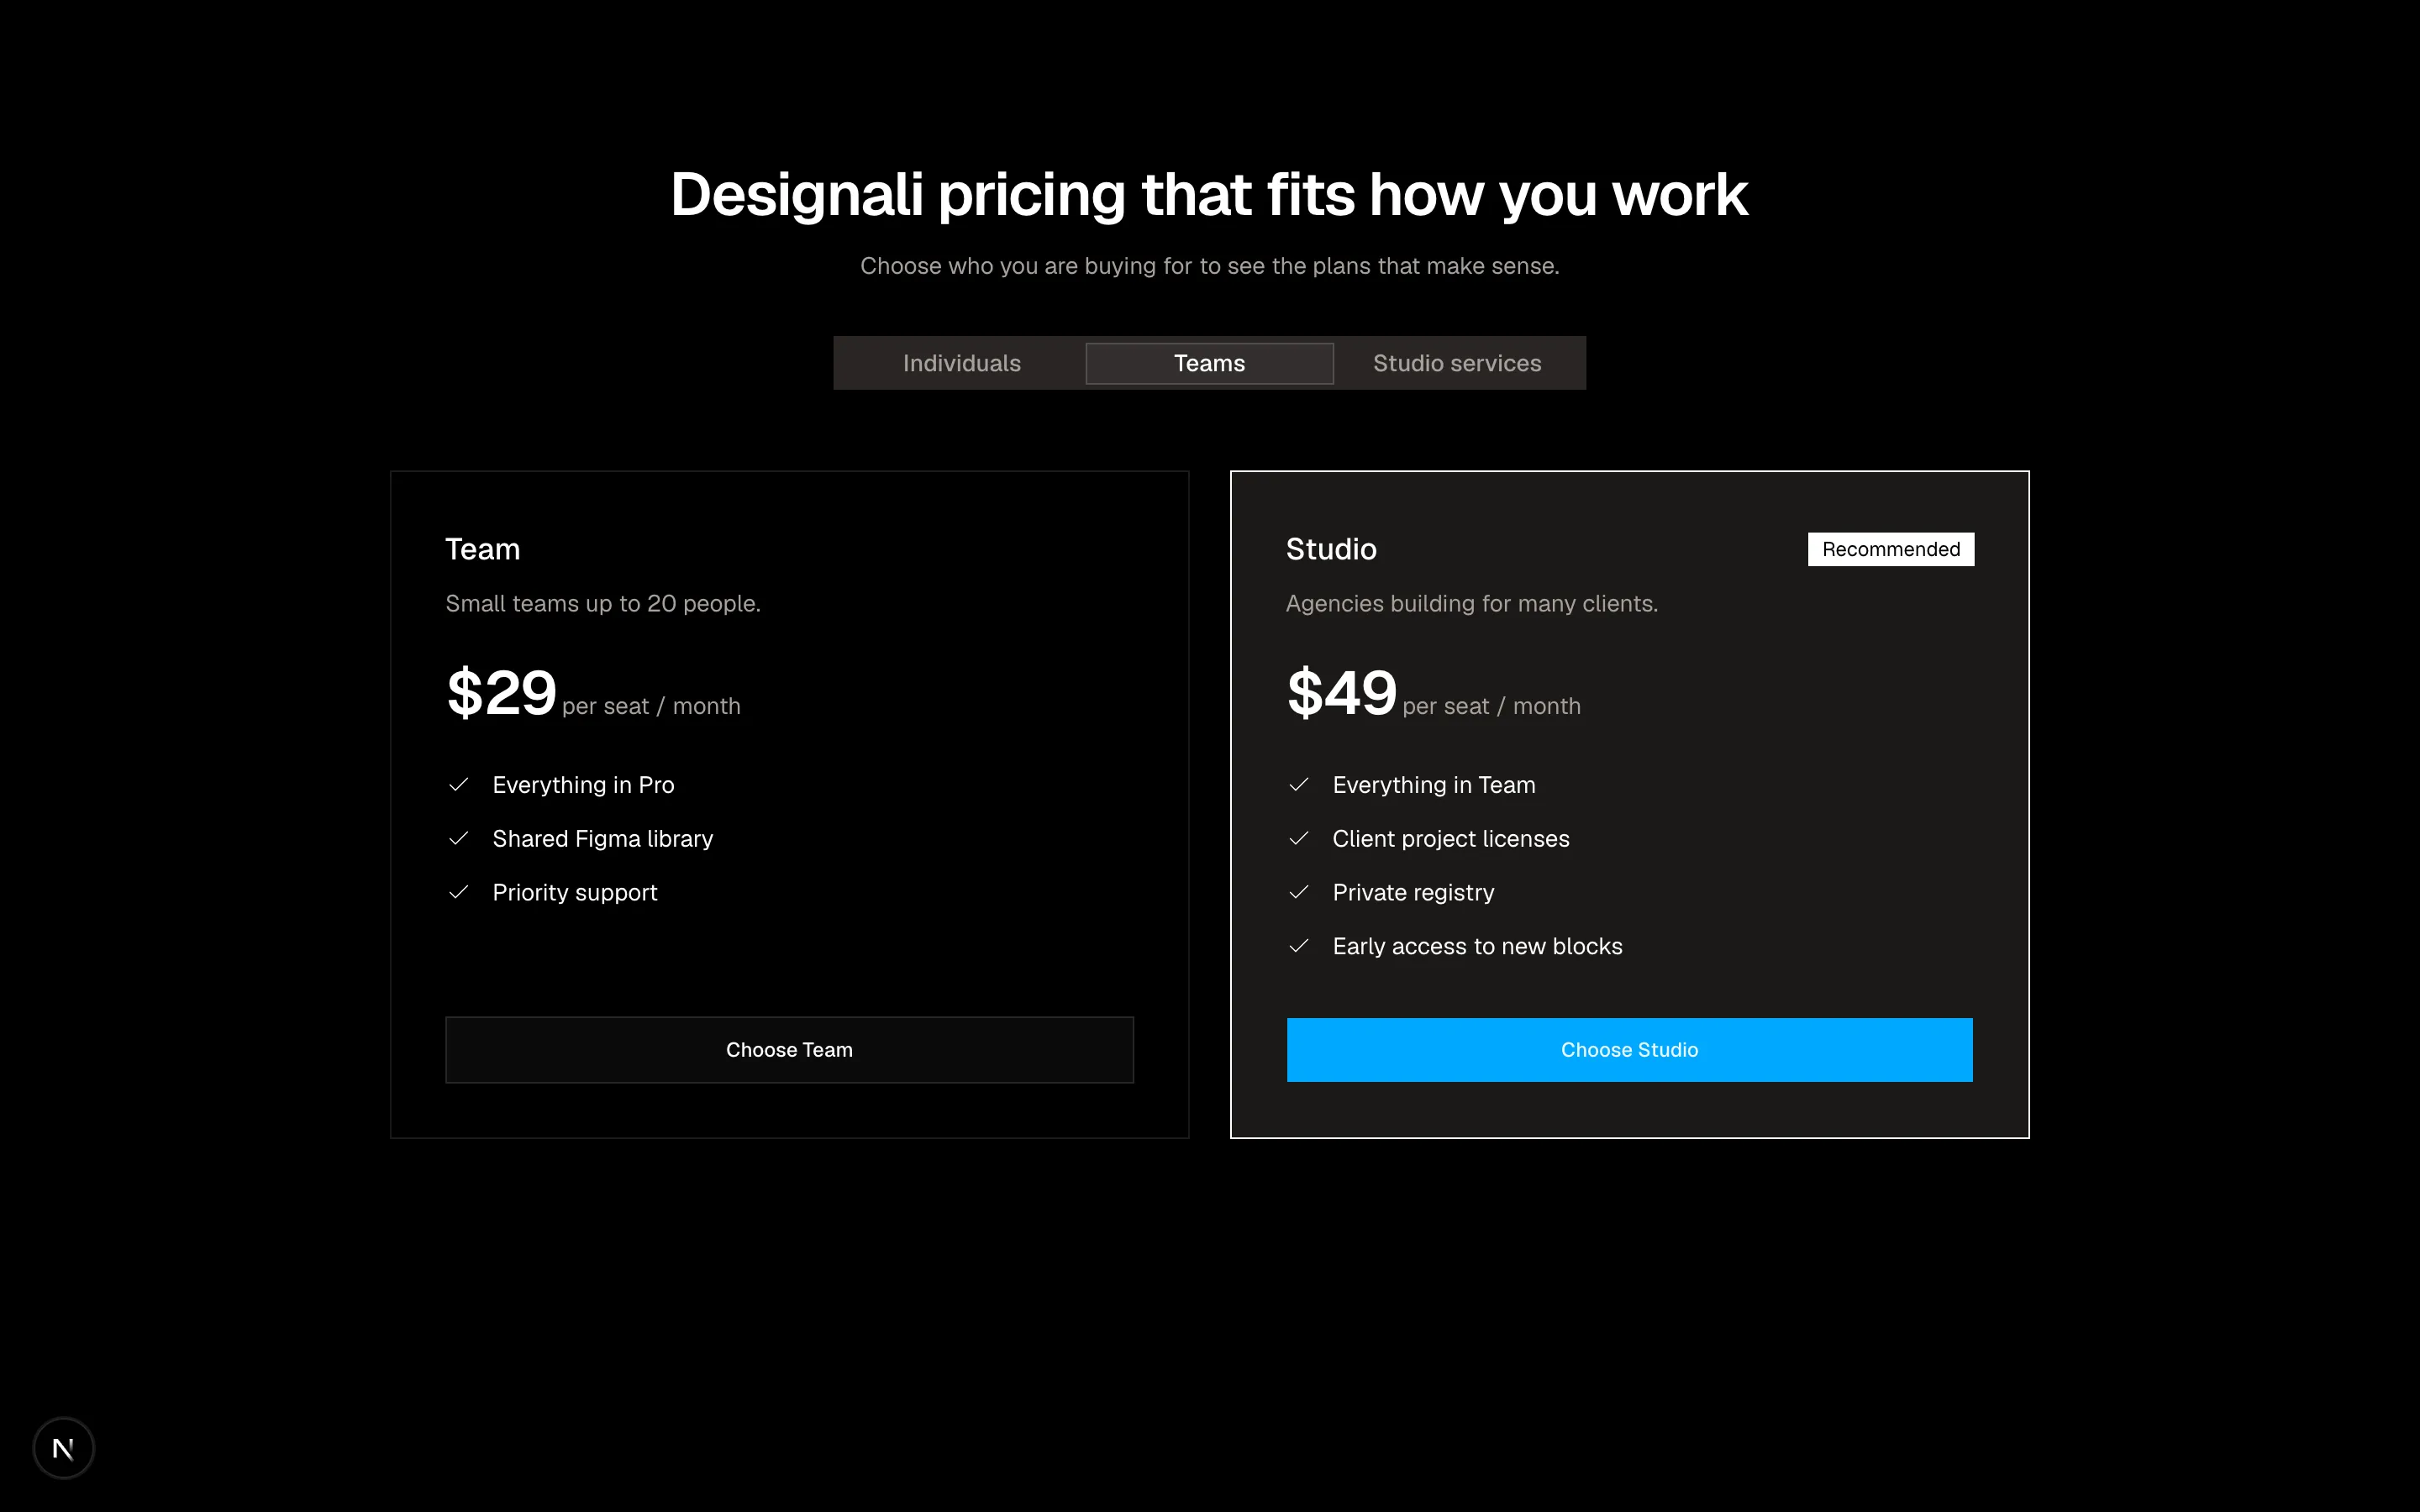 Designali pricing that fits how you work
Choose who you are buying for to see the plans that make sense.
Individuals
Teams
Studio services
Team
Small teams up to 20 people.
$29 per seat / month
Everything in Pro
Shared Figma library
Priority support
Choose Team
Studio
Recommended
Agencies building for many clients.
$49 per seat / month
Everything in Team
Client project licenses
Private registry
Early access to new blocks
Choose Studio
N